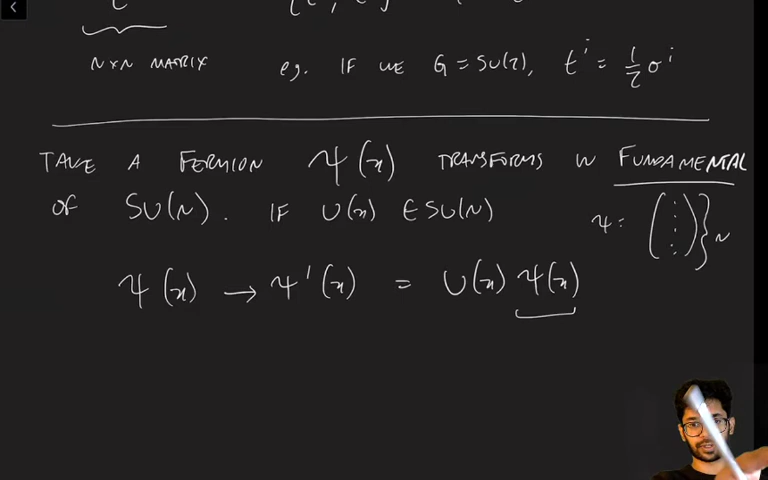 N×N MATRIX eg. IF WE G = SU(2), t^i = 1/2 σ^i
TAKE A FERMION ψ(x) TRANSFORMS IN FUNDAMENTAL
OF SU(N). IF U(x) ∈ SU(N) ψ = (⋮)} N
ψ(x) → ψ'(x) = U(x) ψ(x)